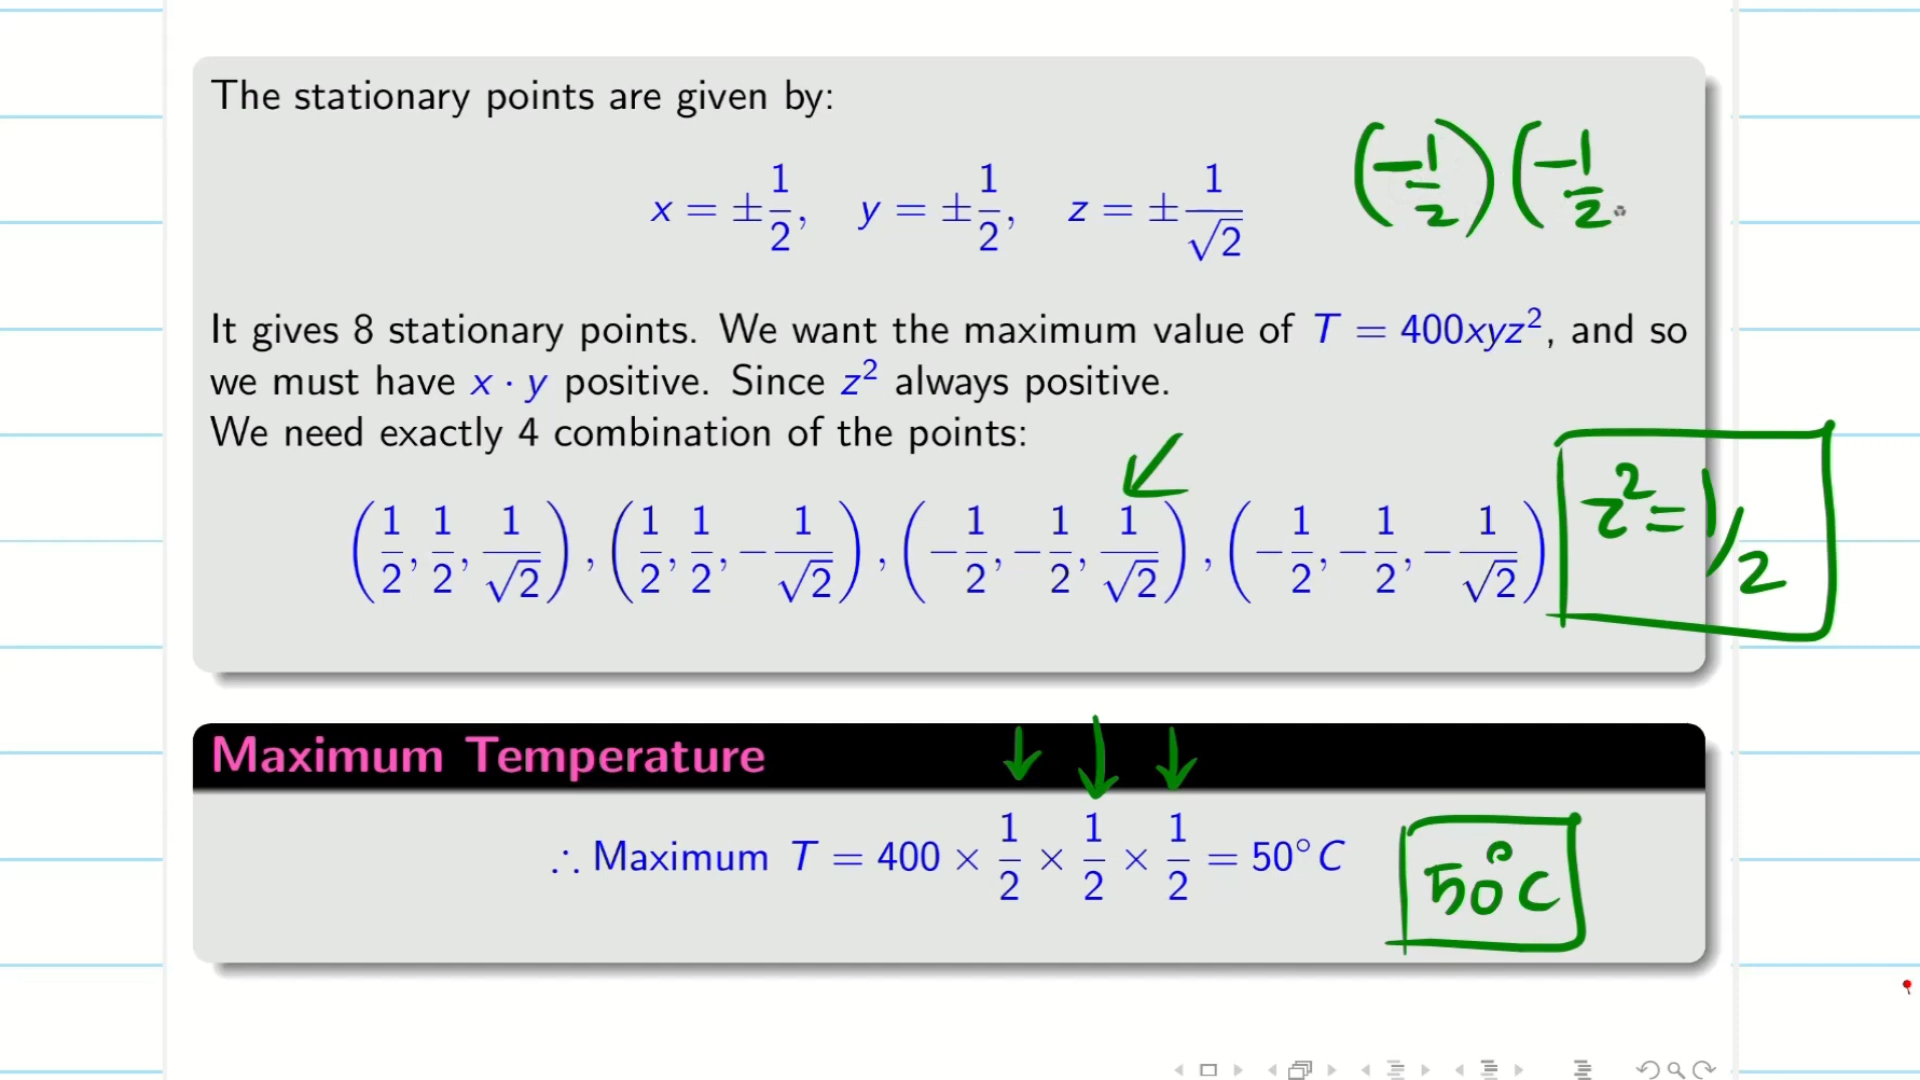 The stationary points are given by:
x = ±1/2, y = ±1/2, z = ±1/√2
(-1/2)(-1/2
It gives 8 stationary points. We want the maximum value of T = 400xyz², and so
we must have x · y positive. Since z² always positive.
We need exactly 4 combination of the points:
(1/2, 1/2, 1/√2), (1/2, 1/2, -1/√2), (-1/2, -1/2, 1/√2), (-1/2, -1/2, -1/√2)
z² = 1/2
Maximum Temperature
∴ Maximum T = 400 × 1/2 × 1/2 × 1/2 = 50°C
50°C